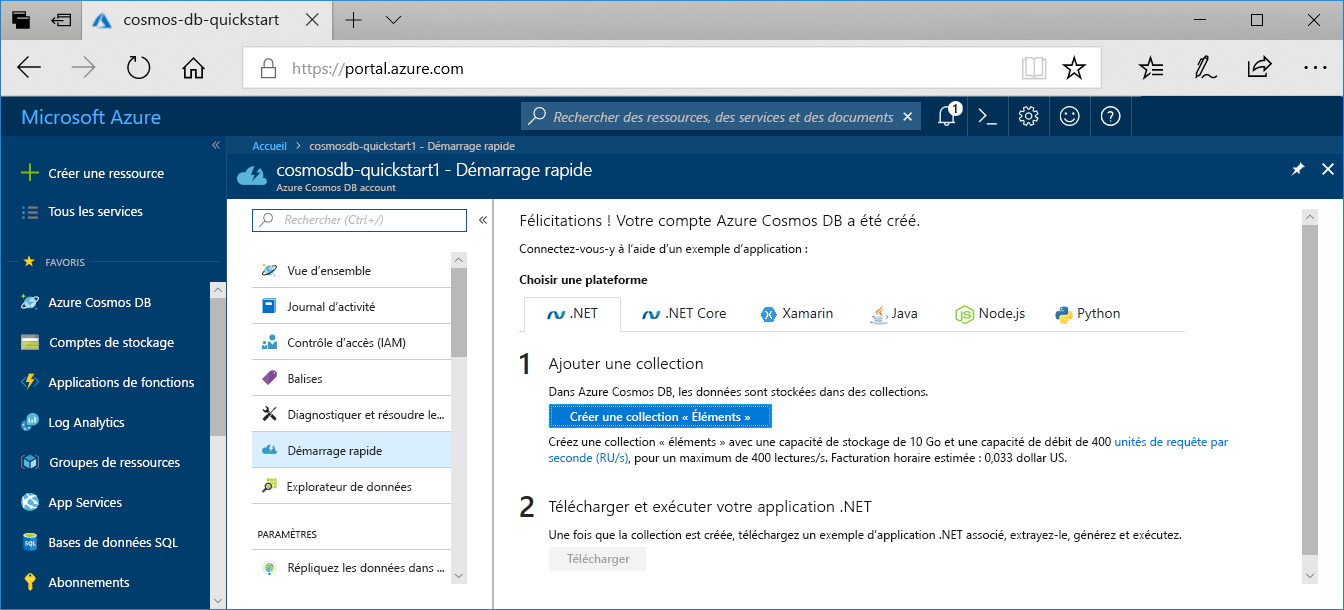 cosmos-db-quickstart
https://portal.azure.com
Microsoft Azure
Rechercher des ressources, des services et des documents
1
Créer une ressource
Tous les services
FAVORIS
Azure Cosmos DB
Comptes de stockage
Applications de fonctions
Log Analytics
Groupes de ressources
App Services
Bases de données SQL
Abonnements
Accueil > cosmosdb-quickstart1 - Démarrage rapide
cosmosdb-quickstart1 - Démarrage rapide
Azure Cosmos DB account
Rechercher (Ctrl+/)
Vue d'ensemble
Journal d'activité
Contrôle d'accès (IAM)
Balises
Diagnostiquer et résoudre le...
Démarrage rapide
Explorateur de données
PARAMÈTRES
Répliquez les données dans ...
Félicitations ! Votre compte Azure Cosmos DB a été créé.
Connectez-vous-y à l'aide d'un exemple d'application :
Choisir une plateforme
.NET .NET Core Xamarin Java Node.js Python
1 Ajouter une collection
Dans Azure Cosmos DB, les données sont stockées dans des collections.
Créer une collection « Éléments »
Créez une collection « éléments » avec une capacité de stockage de 10 Go et une capacité de débit de 400 unités de requête par
seconde (RU/s), pour un maximum de 400 lectures/s. Facturation horaire estimée : 0,033 dollar US.
2 Télécharger et exécuter votre application .NET
Une fois que la collection est créée, téléchargez un exemple d'application .NET associé, extrayez-le, générez et exécutez.
Télécharger